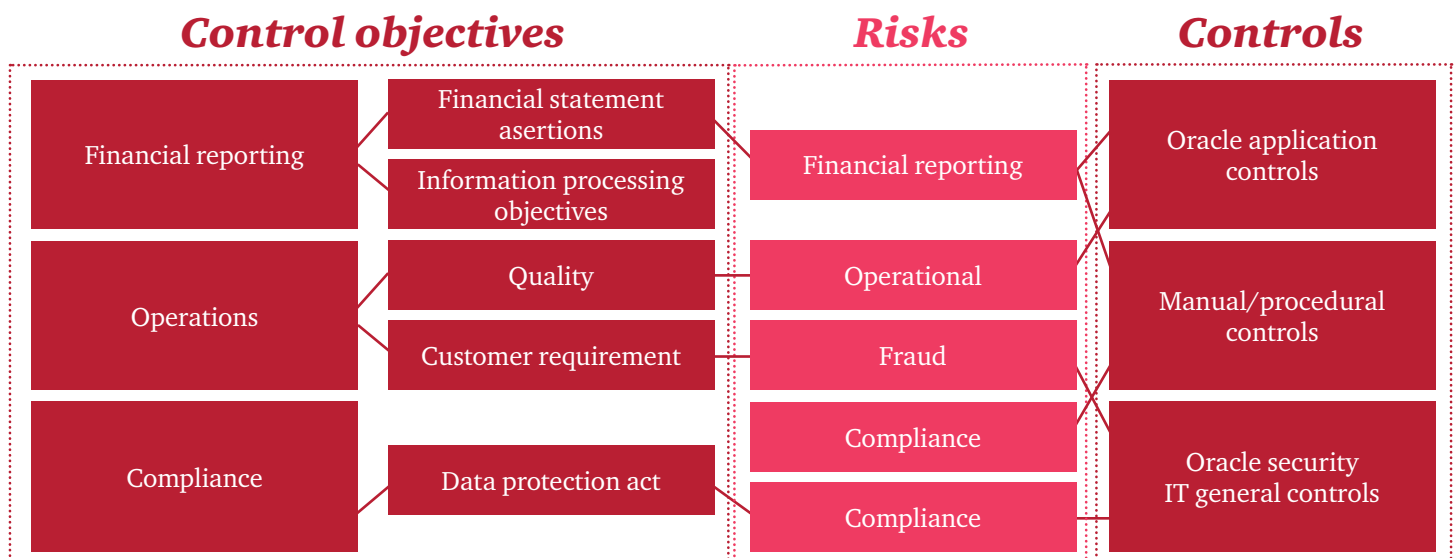 Control objectives
Risks
Controls
Financial reporting
Financial statement
asertions
Information processing
objectives
Financial reporting
Oracle application
controls
Operations
Quality
Customer requirement
Operational
Fraud
Manual/procedural
controls
Compliance
Data protection act
Compliance
Compliance
Oracle security
IT general controls